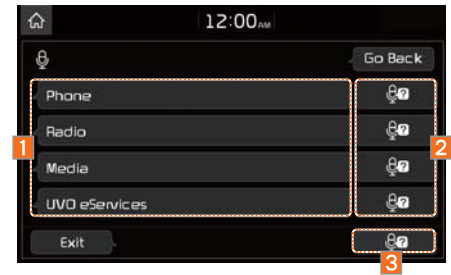 12:00AM
Go Back
Phone
?
Radio
?
1
2
Media
?
UVO eServices
?
Exit
?
3